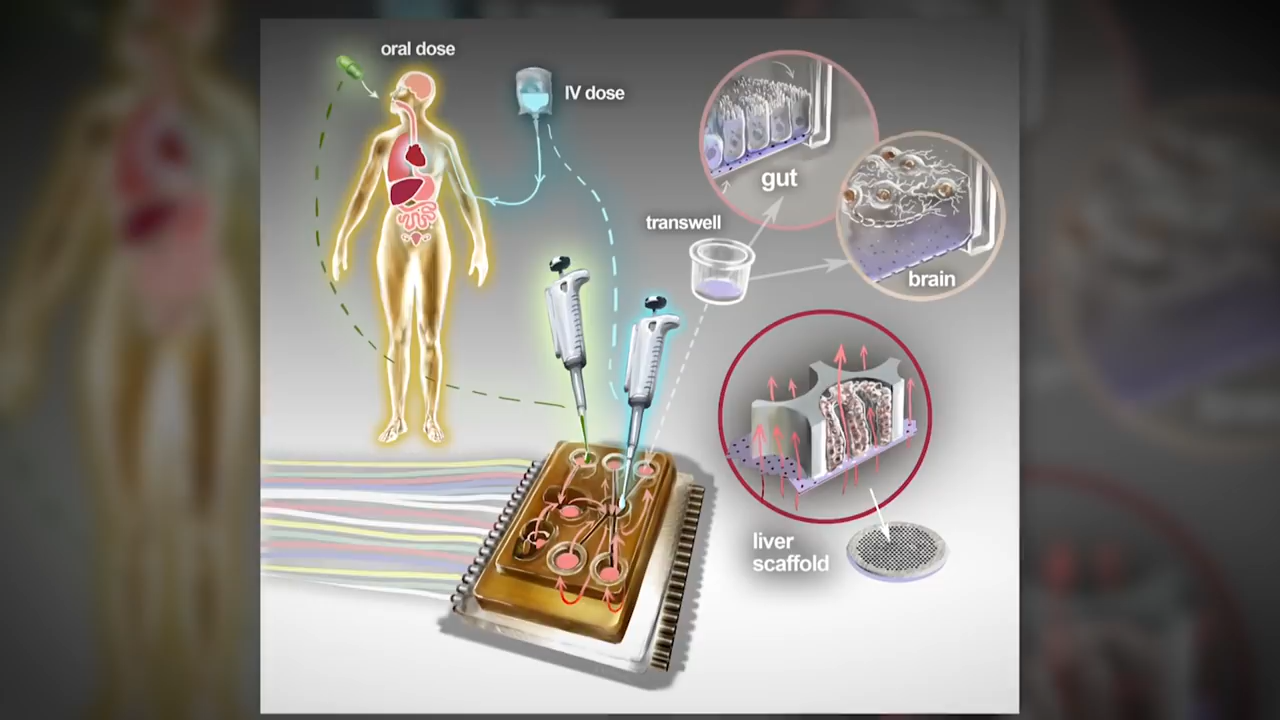 oral dose
IV dose
gut
transwell
brain
liver
scaffold